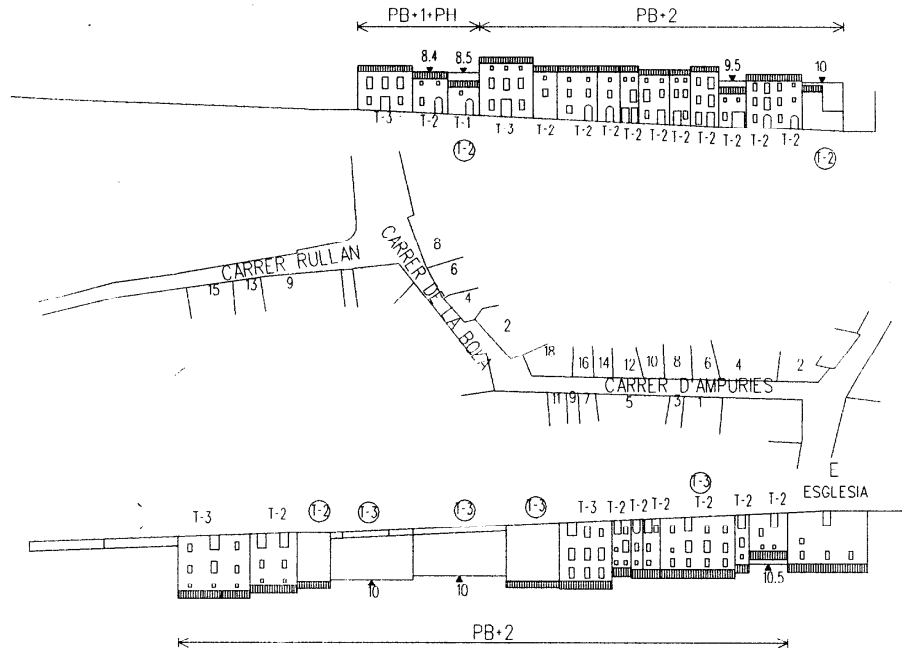 PB+1+PH PB+2
8.4 8.5 9.5 10
T-3 T-2 T-1 T-3 T-2 T-2 T-2 T-2 T-2 T-2 T-2 T-2 T-2 T-2
T-2 T-2
CARRER RULLAN
15 13 9
CARRER DE LA BOLA
8
6
4
2
18 16 14 12 10 8 6 4 2
CARRER D'AMPURIES
11 9 7 5 3 1
E
ESGLESIA
T-3
T-3 T-2 T-2 T-3 T-3 T-3 T-3 T-2 T-2 T-2 T-2 T-2 T-2
10 10 10.5
PB+2